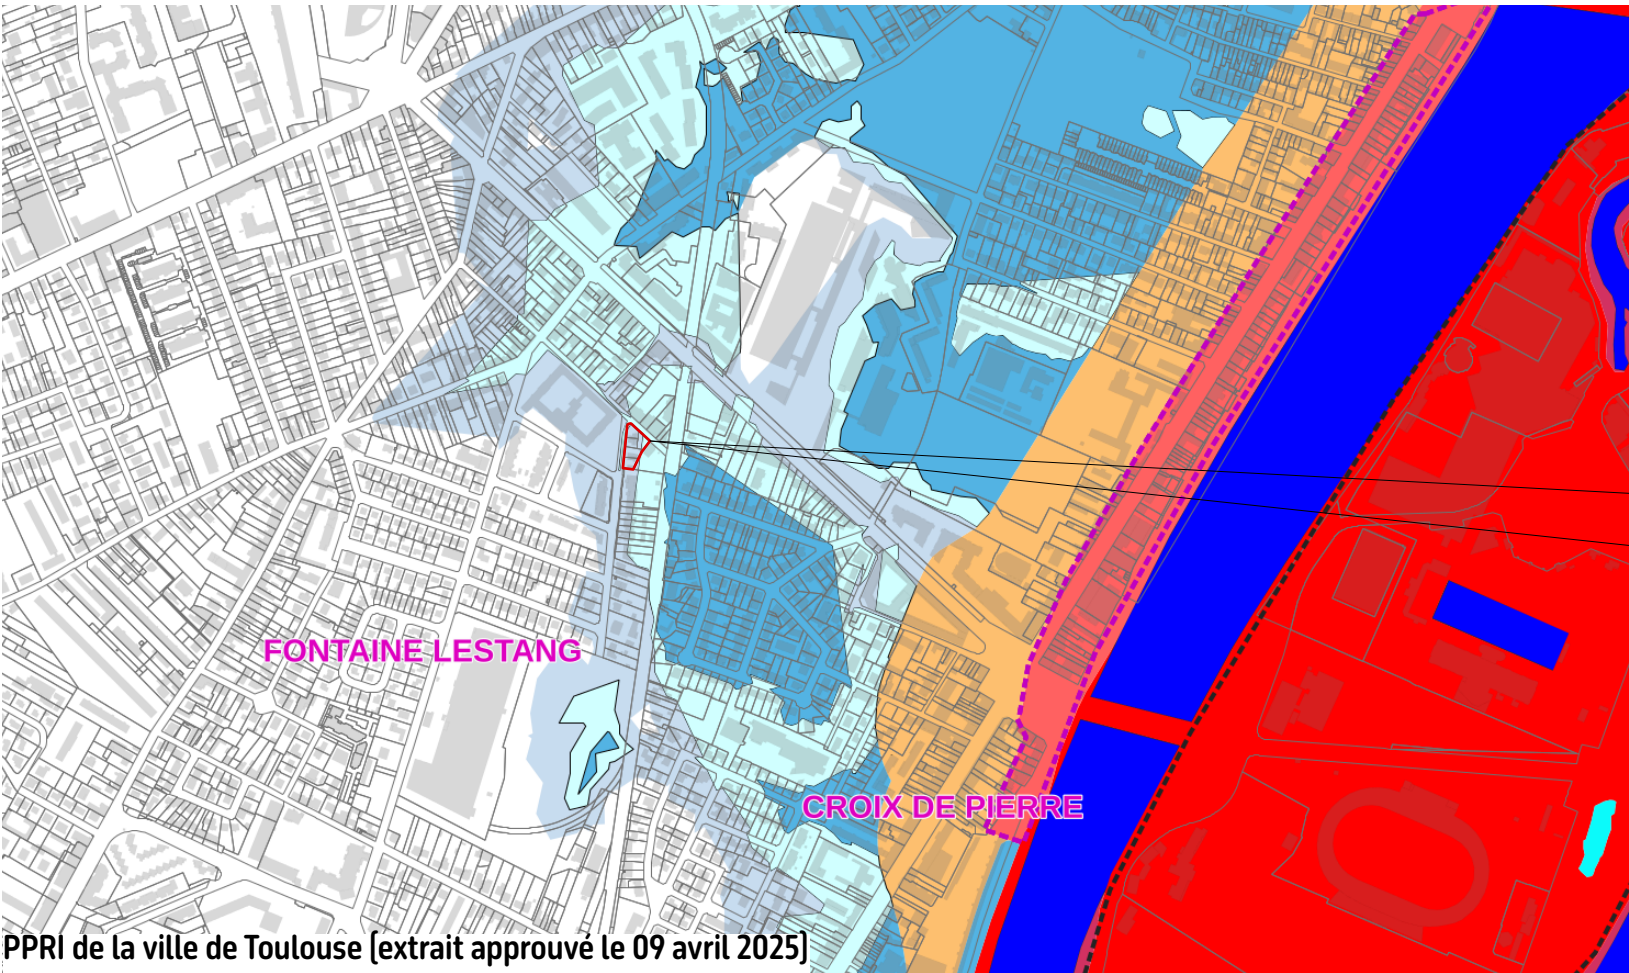 FONTAINE LESTANG
CROIX DE PIERRE
PPRI de la ville de Toulouse (extrait approuvé le 09 avril 2025)